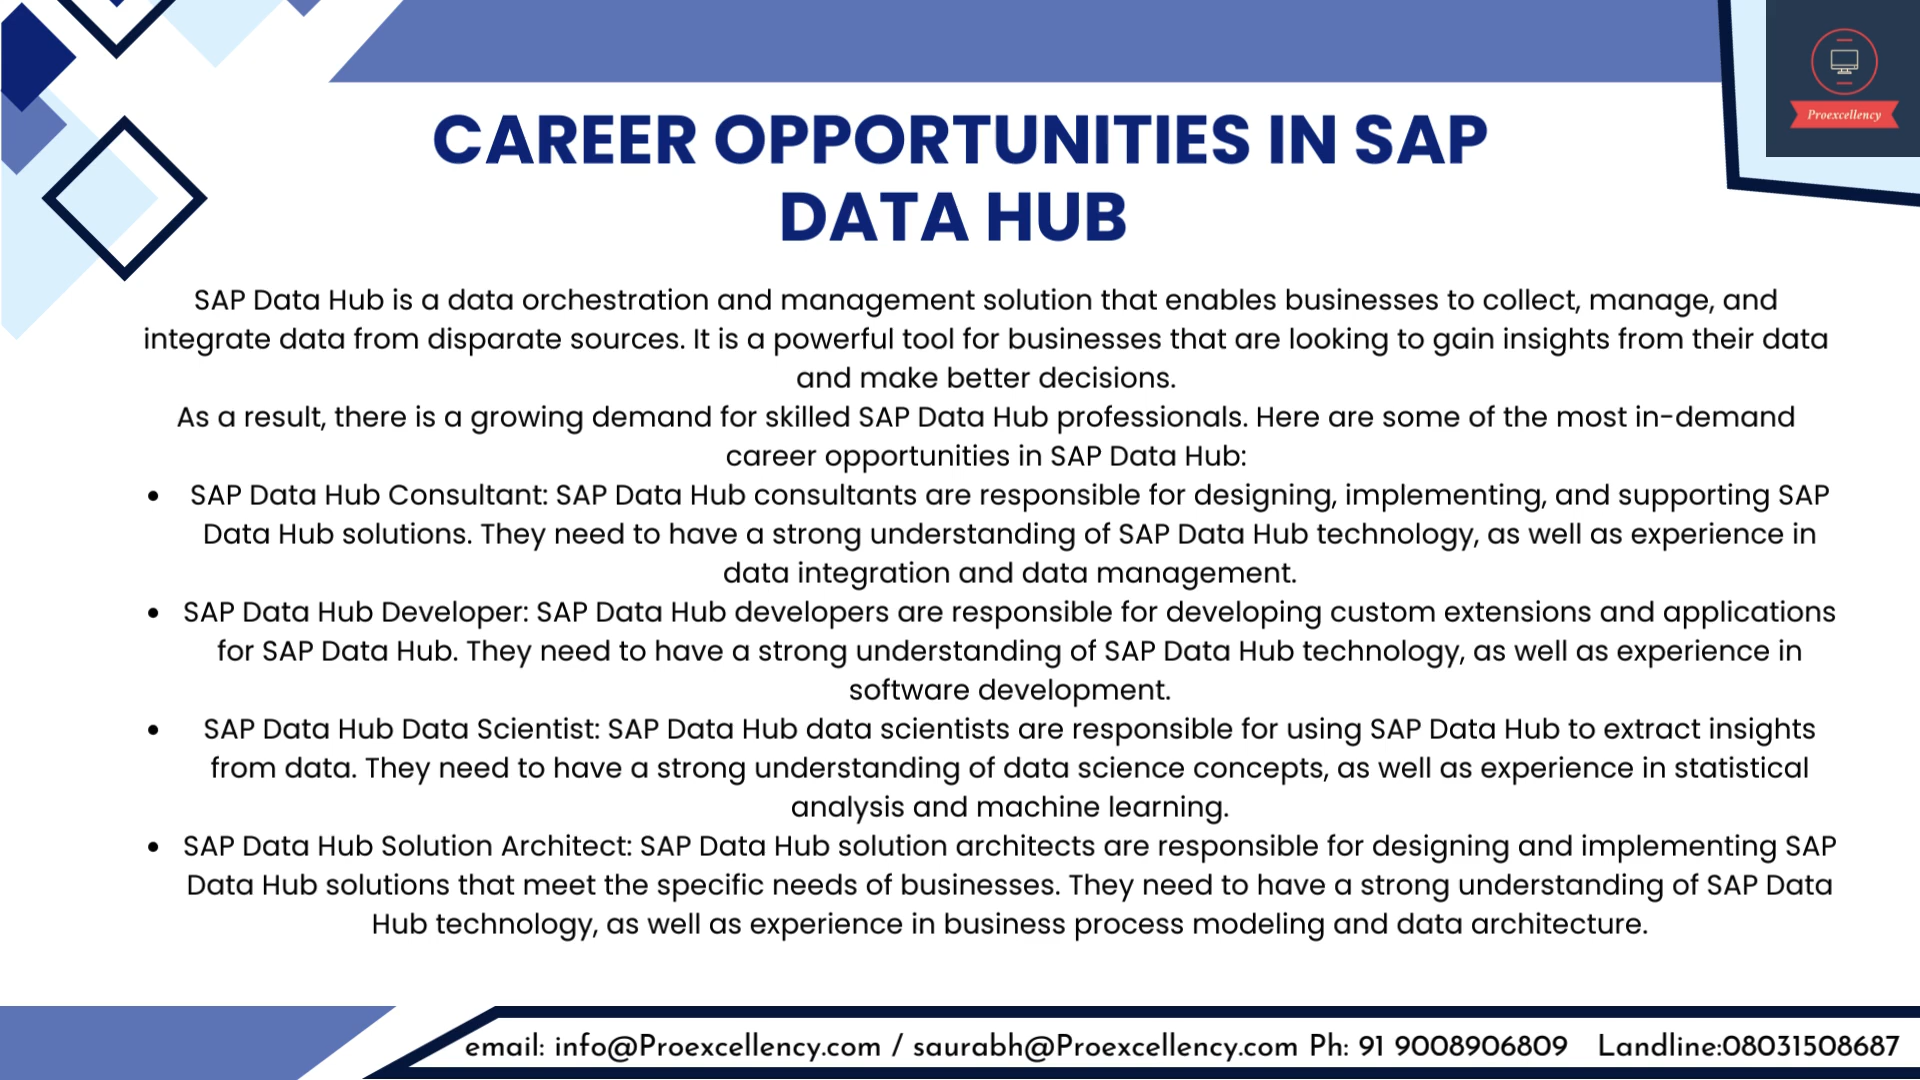 Proexcellency
CAREER OPPORTUNITIES IN SAP
DATA HUB
SAP Data Hub is a data orchestration and management solution that enables businesses to collect, manage, and
integrate data from disparate sources. It is a powerful tool for businesses that are looking to gain insights from their data
and make better decisions.
As a result, there is a growing demand for skilled SAP Data Hub professionals. Here are some of the most in-demand
career opportunities in SAP Data Hub:
• SAP Data Hub Consultant: SAP Data Hub consultants are responsible for designing, implementing, and supporting SAP
Data Hub solutions. They need to have a strong understanding of SAP Data Hub technology, as well as experience in
data integration and data management.
• SAP Data Hub Developer: SAP Data Hub developers are responsible for developing custom extensions and applications
for SAP Data Hub. They need to have a strong understanding of SAP Data Hub technology, as well as experience in
software development.
• SAP Data Hub Data Scientist: SAP Data Hub data scientists are responsible for using SAP Data Hub to extract insights
from data. They need to have a strong understanding of data science concepts, as well as experience in statistical
analysis and machine learning.
• SAP Data Hub Solution Architect: SAP Data Hub solution architects are responsible for designing and implementing SAP
Data Hub solutions that meet the specific needs of businesses. They need to have a strong understanding of SAP Data
Hub technology, as well as experience in business process modeling and data architecture.
email: info@Proexcellency.com / saurabh@Proexcellency.com Ph: 91 9008906809 Landline:08031508687